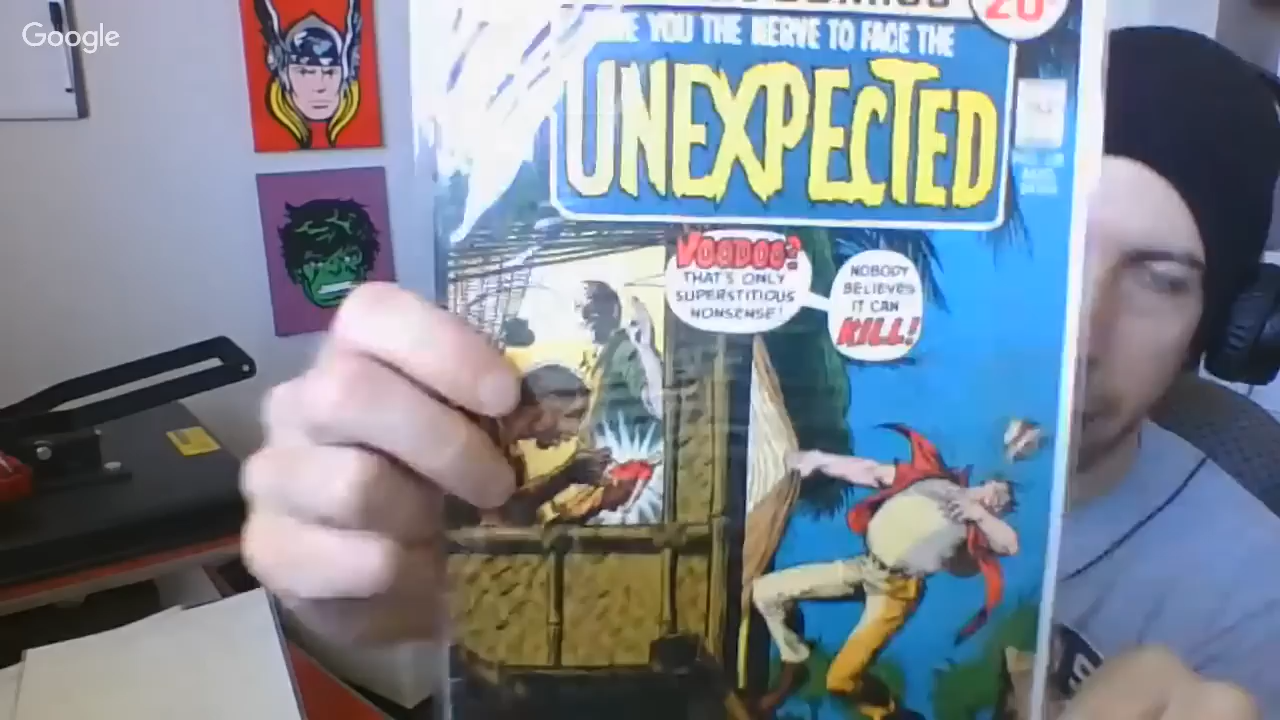 Google
20¢
YOU THE NERVE TO FACE THE
UNEXPECTED
VOODOO?
THAT'S ONLY
SUPERSTITIOUS
NONSENSE!
NOBODY
BELIEVES
IT CAN
KILL!